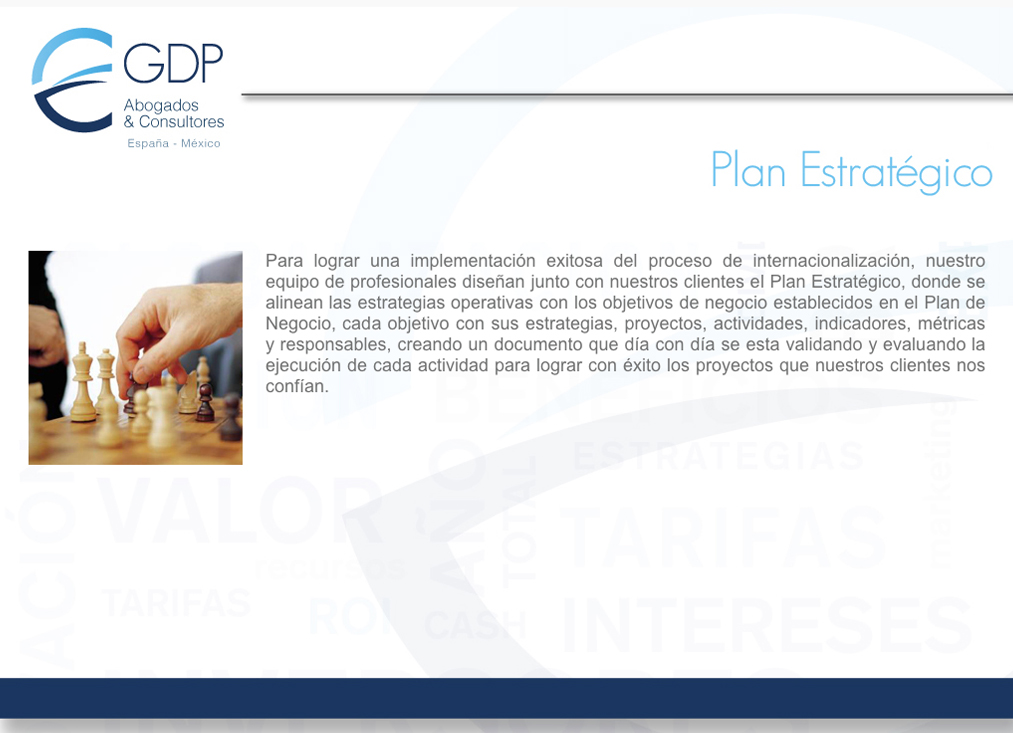 GDP
Abogados
& Consultores
España - México
Plan Estratégico
Para lograr una implementación exitosa del proceso de internacionalización, nuestro
equipo de profesionales diseñan junto con nuestros clientes el Plan Estratégico, donde se
alinean las estrategias operativas con los objetivos de negocio establecidos en el Plan de
Negocio, cada objetivo con sus estrategias, proyectos, actividades, indicadores, métricas
y responsables, creando un documento que día con día se esta validando y evaluando la
ejecución de cada actividad para lograr con éxito los proyectos que nuestros clientes nos
confían.
BENEFICIOS
ESTRATEGIAS
marketing
VALOR
AÑO
TOTAL
TARIFAS
recursos
TARIFAS
ROI
CASH
INTERESES